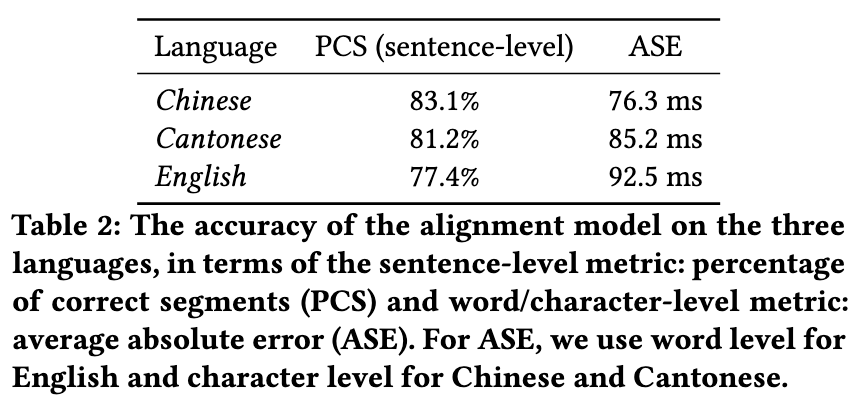 Language PCS (sentence-level) ASE
Chinese 83.1% 76.3 ms
Cantonese 81.2% 85.2 ms
English 77.4% 92.5 ms
Table 2: The accuracy of the alignment model on the three
languages, in terms of the sentence-level metric: percentage
of correct segments (PCS) and word/character-level metric:
average absolute error (ASE). For ASE, we use word level for
English and character level for Chinese and Cantonese.